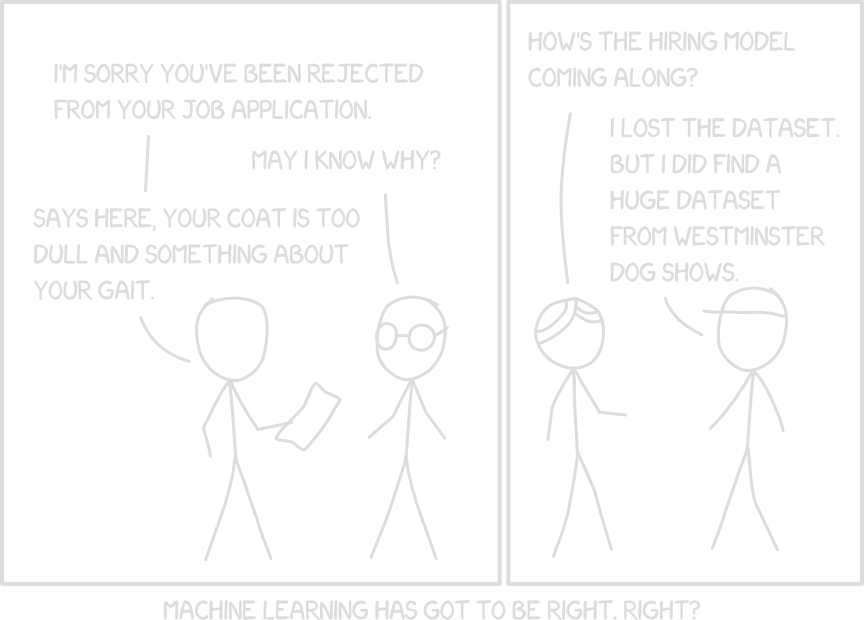 I'M SORRY YOU'VE BEEN REJECTED
FROM YOUR JOB APPLICATION.
MAY I KNOW WHY?
SAYS HERE, YOUR COAT IS TOO
DULL AND SOMETHING ABOUT
YOUR GAIT.
HOW'S THE HIRING MODEL
COMING ALONG?
I LOST THE DATASET.
BUT I DID FIND A
HUGE DATASET
FROM WESTMINSTER
DOG SHOWS.
MACHINE LEARNING HAS GOT TO BE RIGHT. RIGHT?